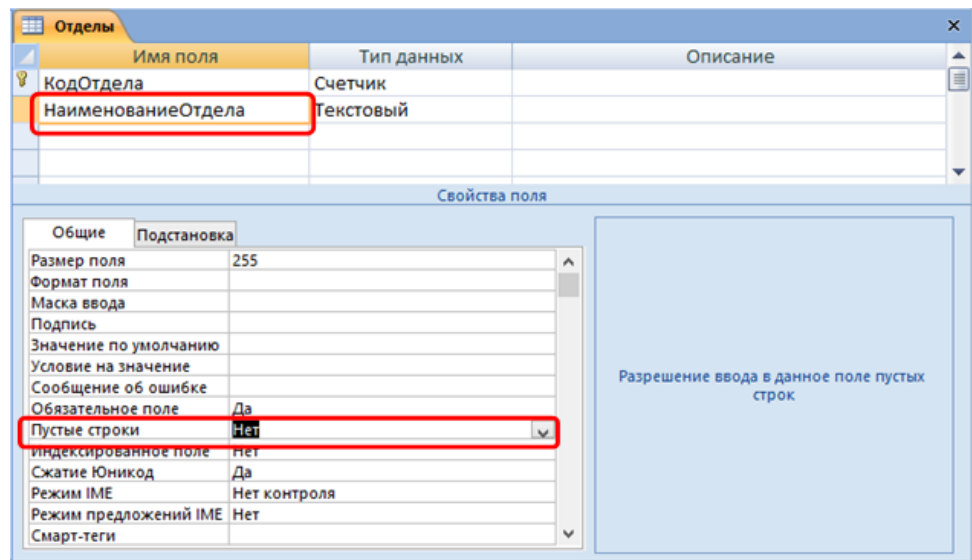 Отделы
Имя поля Тип данных Описание
КодОтдела Счетчик
НаименованиеОтдела Текстовый
Свойства поля
Общие Подстановка
Размер поля 255
Формат поля
Маска ввода
Подпись
Значение по умолчанию
Условие на значение
Сообщение об ошибке
Обязательное поле Да
Пустые строки Нет
Индексированное поле Нет
Сжатие Юникод Да
Режим IME Нет контроля
Режим предложений IME Нет
Смарт-теги
Разрешение ввода в данное поле пустых
строк